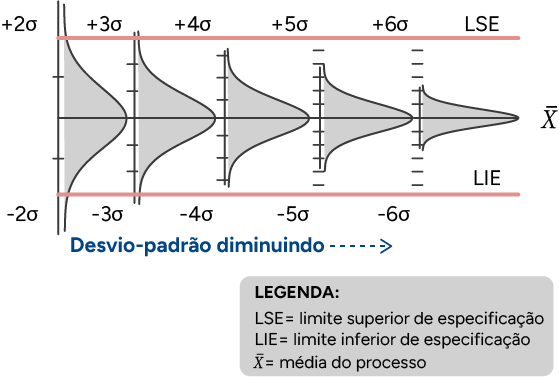 +2σ +3σ +4σ +5σ +6σ LSE
X̄
LIE
-2σ -3σ -4σ -5σ -6σ
Desvio-padrão diminuindo
LEGENDA:
LSE= limite superior de especificação
LIE= limite inferior de especificação
X̄= média do processo